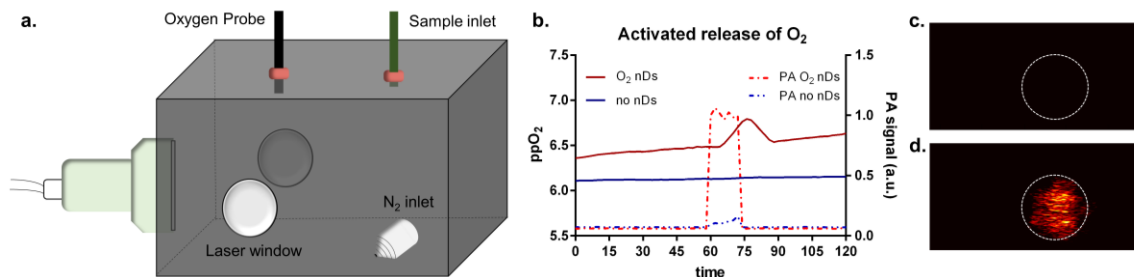 a.
Oxygen Probe
Sample inlet
N2 inlet
Laser window
b.
Activated release of O2
7.5
7.0
6.5
6.0
5.5
ppO2
O2 nDs
no nDs
PA O2 nDs
PA no nDs
1.5
1.0
0.5
0.0
PA signal (a.u.)
0 15 30 45 60 75 90 105 120
time
c.
d.